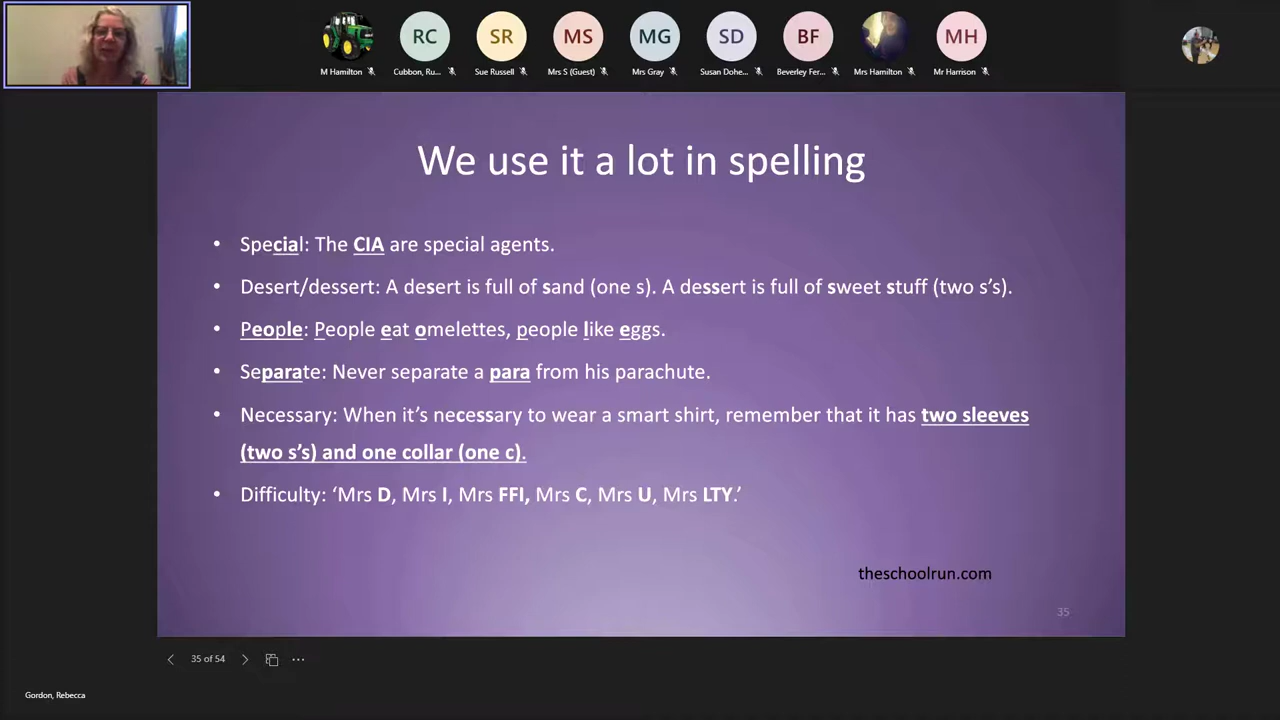 RC
SR
MS
MG
SD
BF
MH
M Hamilton
Cubbon, Ru...
Sue Russell
Mrs S (Guest)
Mrs Gray
Susan Dohe...
Beverley Fer...
Mrs Hamilton
Mr Harrison
We use it a lot in spelling
• Special: The CIA are special agents.
• Desert/dessert: A desert is full of sand (one s). A dessert is full of sweet stuff (two s’s).
• People: People eat omelettes, people like eggs.
• Separate: Never separate a para from his parachute.
• Necessary: When it’s necessary to wear a smart shirt, remember that it has two sleeves
(two s’s) and one collar (one c).
• Difficulty: ‘Mrs D, Mrs I, Mrs FFI, Mrs C, Mrs U, Mrs LTY.’
theschoolrun.com
35
35 of 54
Gordon, Rebecca